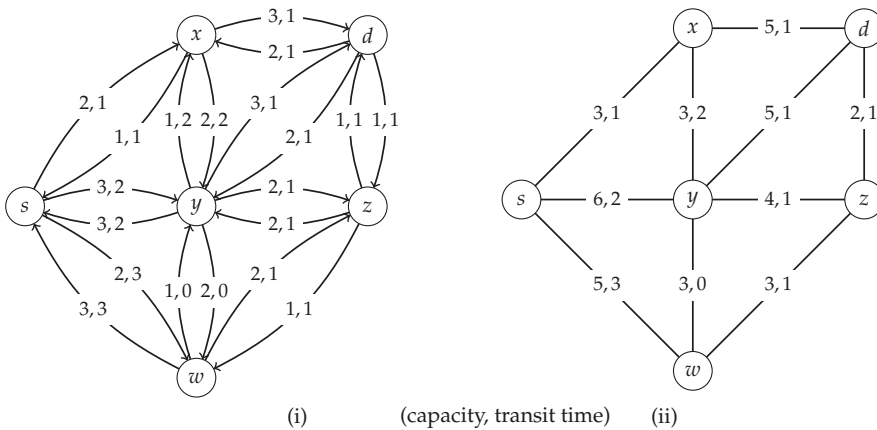 3, 1
x
d
x
5, 1
d
2, 1
2, 1
1, 1
1, 2
2, 2
3, 1
2, 1
1, 1
1, 1
3, 1
3, 2
5, 1
2, 1
s
3, 2
3, 2
y
2, 1
2, 1
z
s
6, 2
y
4, 1
z
2, 3
3, 3
1, 0
2, 0
2, 1
1, 1
5, 3
3, 0
3, 1
w
w
(i)
(capacity, transit time)
(ii)